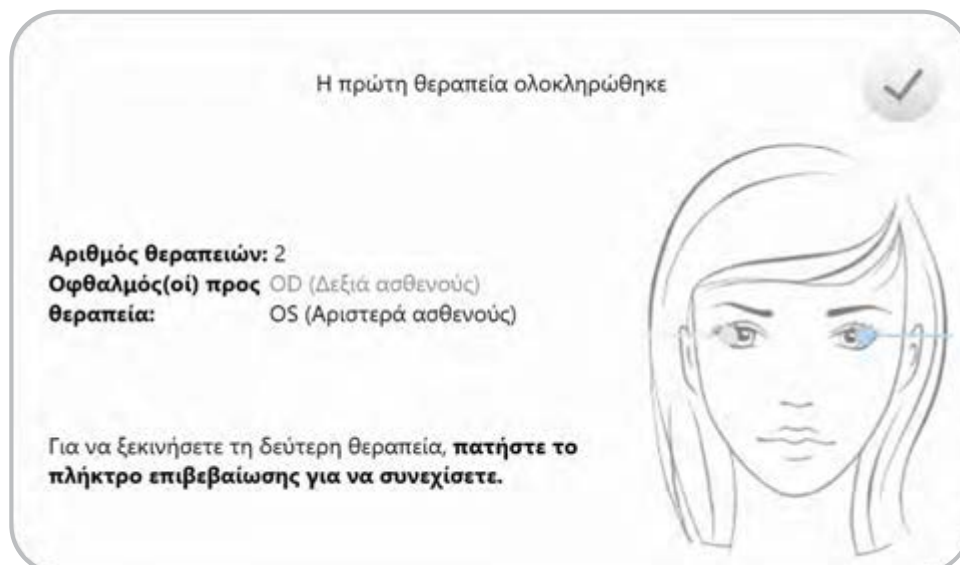 Η πρώτη θεραπεία ολοκληρώθηκε
Αριθμός θεραπειών: 2
Οφθαλμός(οί) προς OD (Δεξιά ασθενούς)
θεραπεία: OS (Αριστερά ασθενούς)
Για να ξεκινήσετε τη δεύτερη θεραπεία, πατήστε το
πλήκτρο επιβεβαίωσης για να συνεχίσετε.